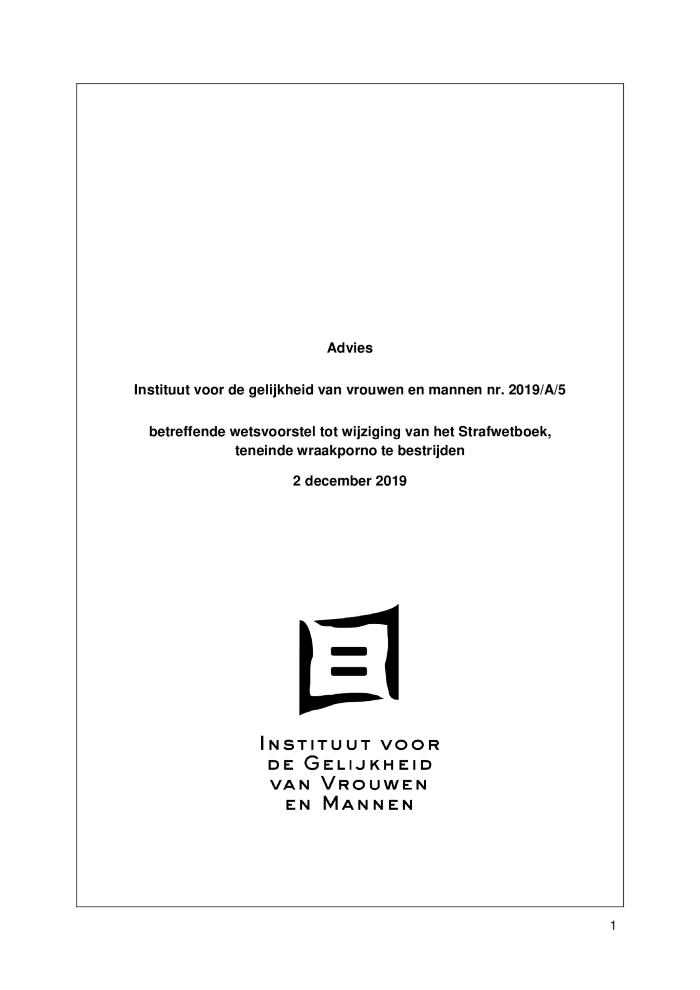 Advies
Instituut voor de gelijkheid van vrouwen en mannen nr. 2019/A/5
betreffende wetsvoorstel tot wijziging van het Strafwetboek,
teneinde wraakporno te bestrijden
2 december 2019
INSTITUUT VOOR
DE GELIJKHEID
VAN VROUWEN
EN MANNEN
1